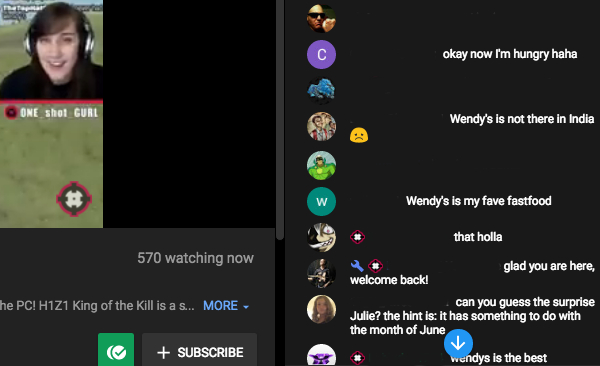 ONE_shot_GURL
570 watching now
he PC! H1Z1 King of the Kill is a s... MORE
+ SUBSCRIBE
C
okay now I'm hungry haha
Wendy's is not there in India
W
Wendy's is my fave fastfood
that holla
glad you are here,
welcome back!
can you guess the surprise
Julie? the hint is: it has something to do with
the month of June
wendys is the best